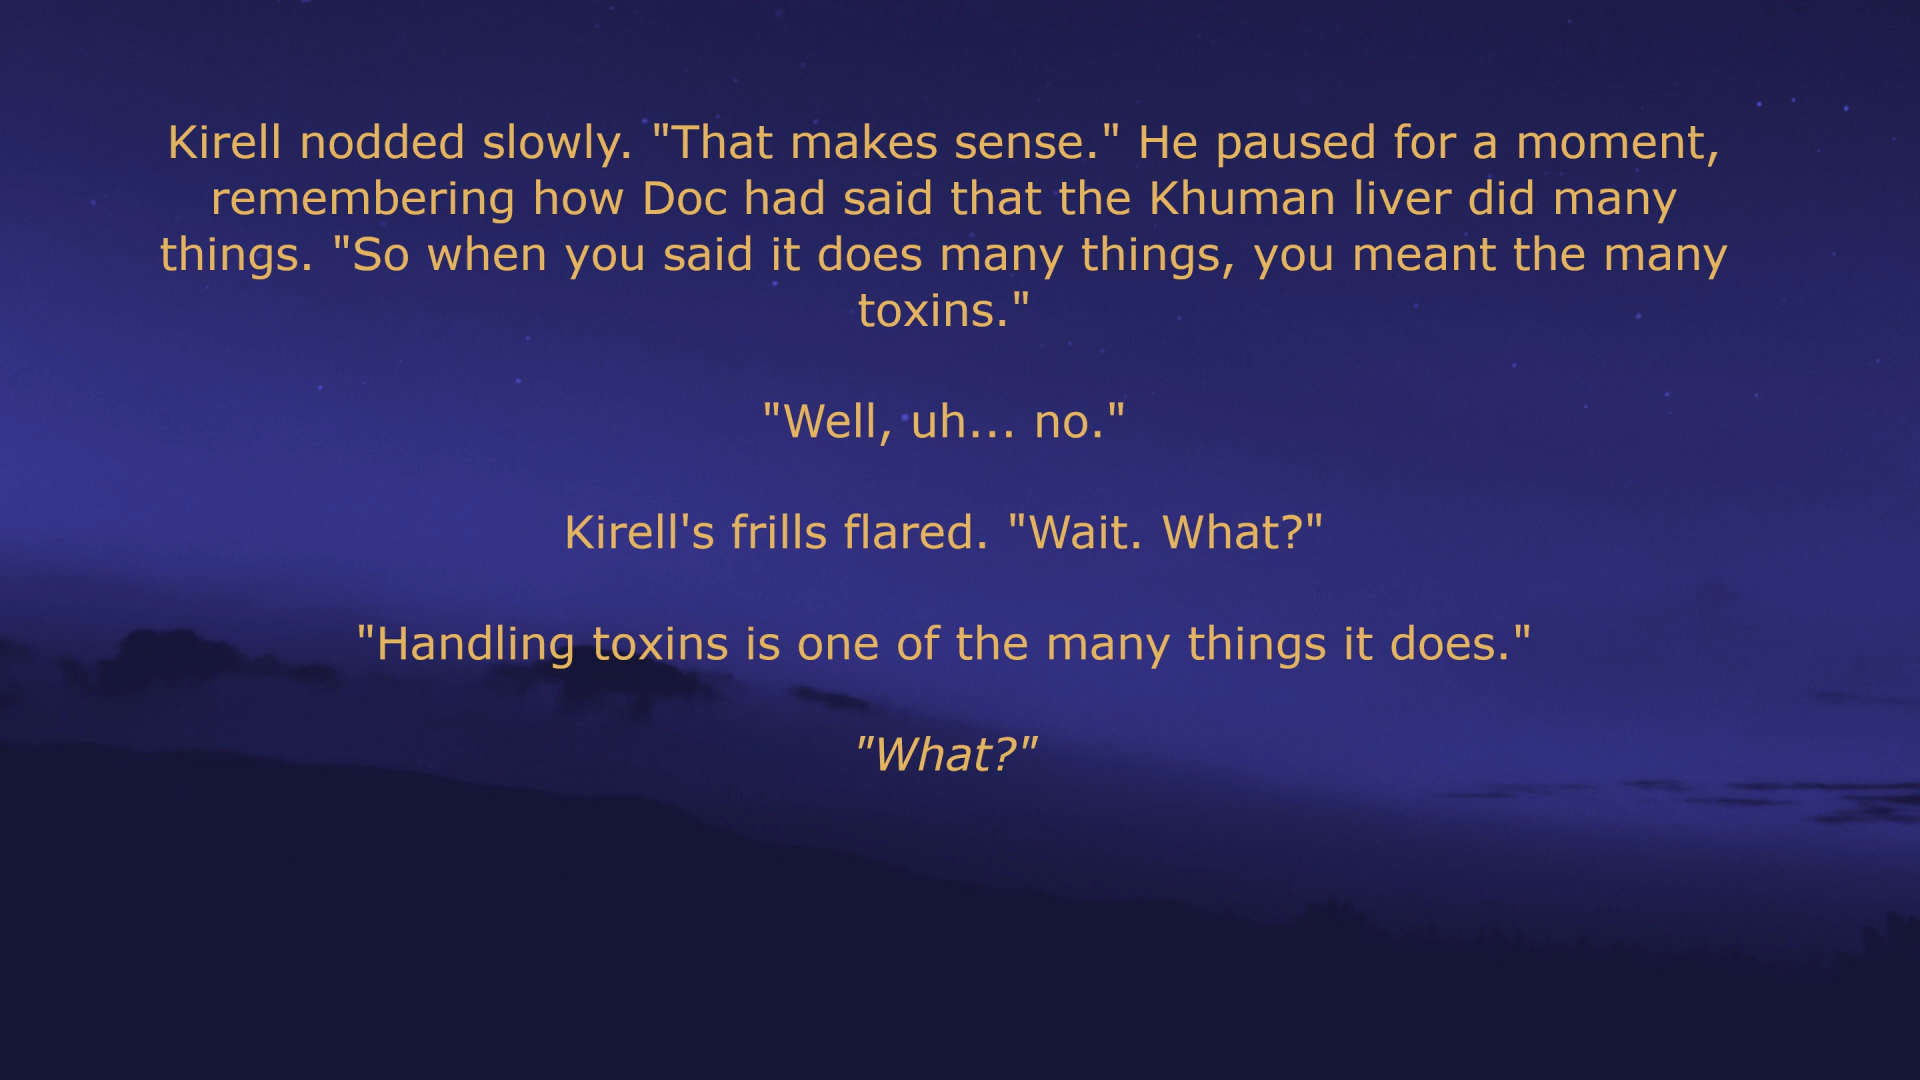 Kirell nodded slowly. "That makes sense." He paused for a moment,
remembering how Doc had said that the Khuman liver did many
things. "So when you said it does many things, you meant the many
toxins."
"Well, uh... no."
Kirell's frills flared. "Wait. What?"
"Handling toxins is one of the many things it does."
"What?"